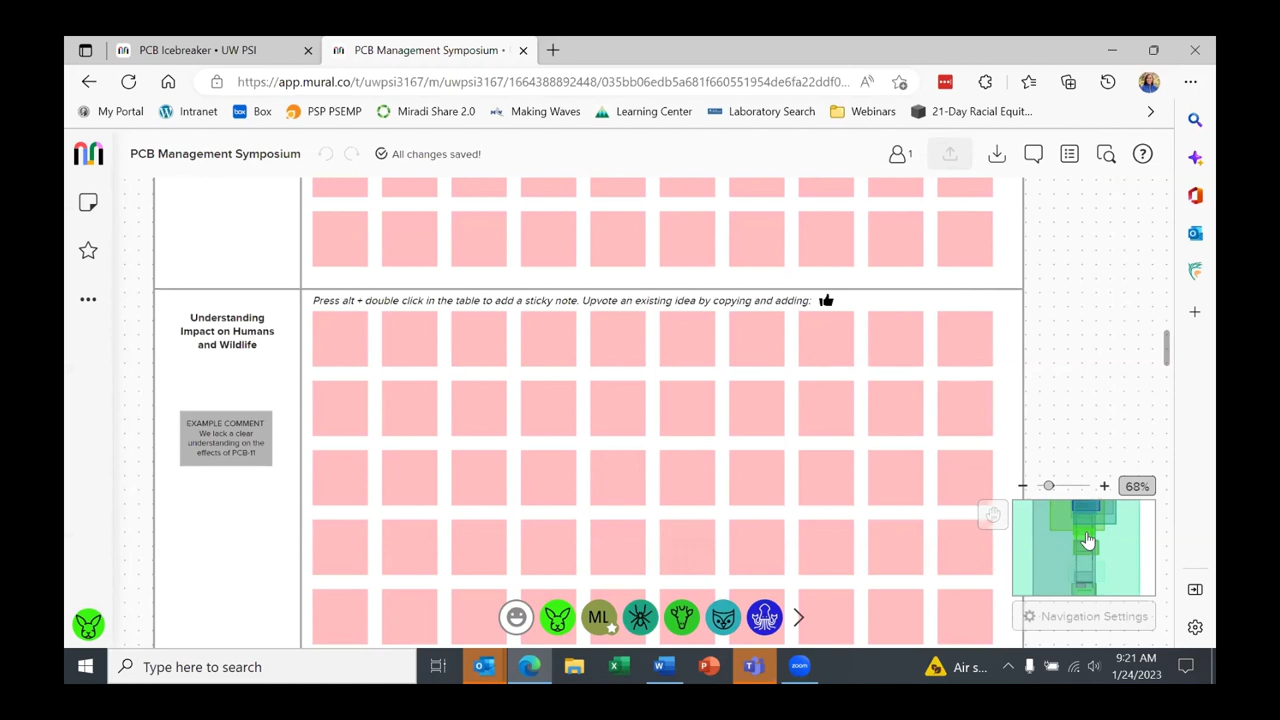 PCB Icebreaker • UW PSI
PCB Management Symposium •
https://app.mural.co/t/uwpsi3167/m/uwpsi3167/1664388892448/035bb06edb5a681f660551954de6fa22ddf0...
My Portal
Intranet
box Box
PSP PSEMP
Miradi Share 2.0
Making Waves
Learning Center
Laboratory Search
Webinars
21-Day Racial Equit...
PCB Management Symposium
All changes saved!
1
Press alt + double click in the table to add a sticky note. Upvote an existing idea by copying and adding:
Understanding
Impact on Humans
and Wildlife
EXAMPLE COMMENT
We lack a clear
understanding on the
effects of PCB-11
68%
ML
Navigation Settings
Type here to search
Air s...
9:21 AM
1/24/2023